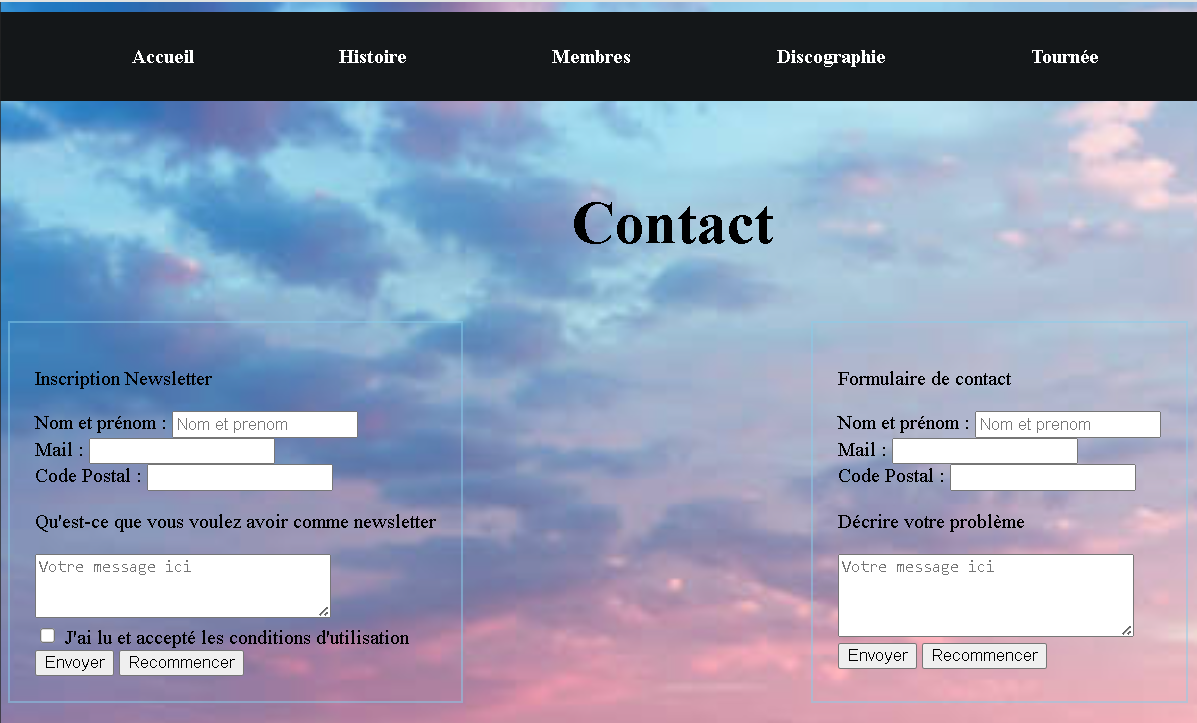 Accueil Histoire Membres Discographie Tournée
Contact
Inscription Newsletter
Nom et prénom : Nom et prenom
Mail :
Code Postal :
Qu'est-ce que vous voulez avoir comme newsletter
Votre message ici
J'ai lu et accepté les conditions d'utilisation
Envoyer Recommencer
Formulaire de contact
Nom et prénom : Nom et prenom
Mail :
Code Postal :
Décrire votre problème
Votre message ici
Envoyer Recommencer